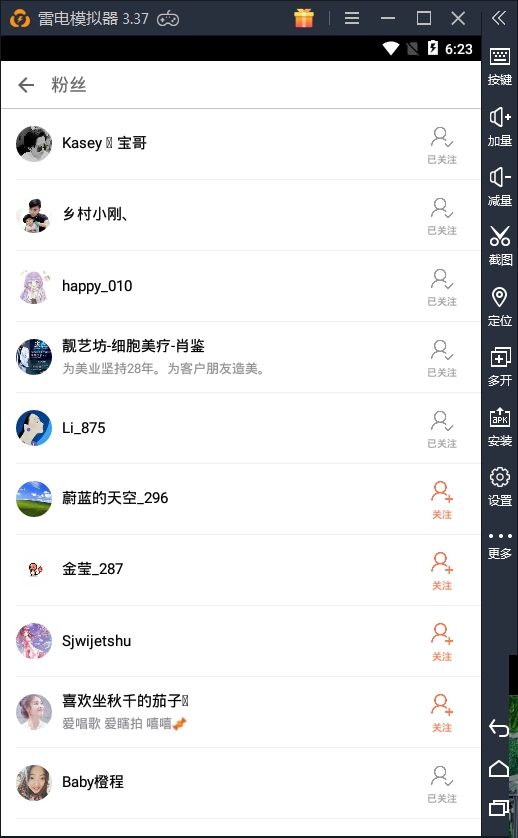 雷电模拟器 3.37
6:23
粉丝
按键
加量
减量
截图
定位
多开
安装
设置
更多
Kasey 宝哥
已关注
乡村小刚、
已关注
happy_010
已关注
靓艺坊-细胞美疗-肖鉴
为美业坚持28年。为客户朋友造美。
已关注
Li_875
已关注
蔚蓝的天空_296
关注
金莹_287
关注
Sjwijetshu
关注
喜欢坐秋千的茄子
爱唱歌 爱瞎拍 嘻嘻
关注
Baby橙程
已关注